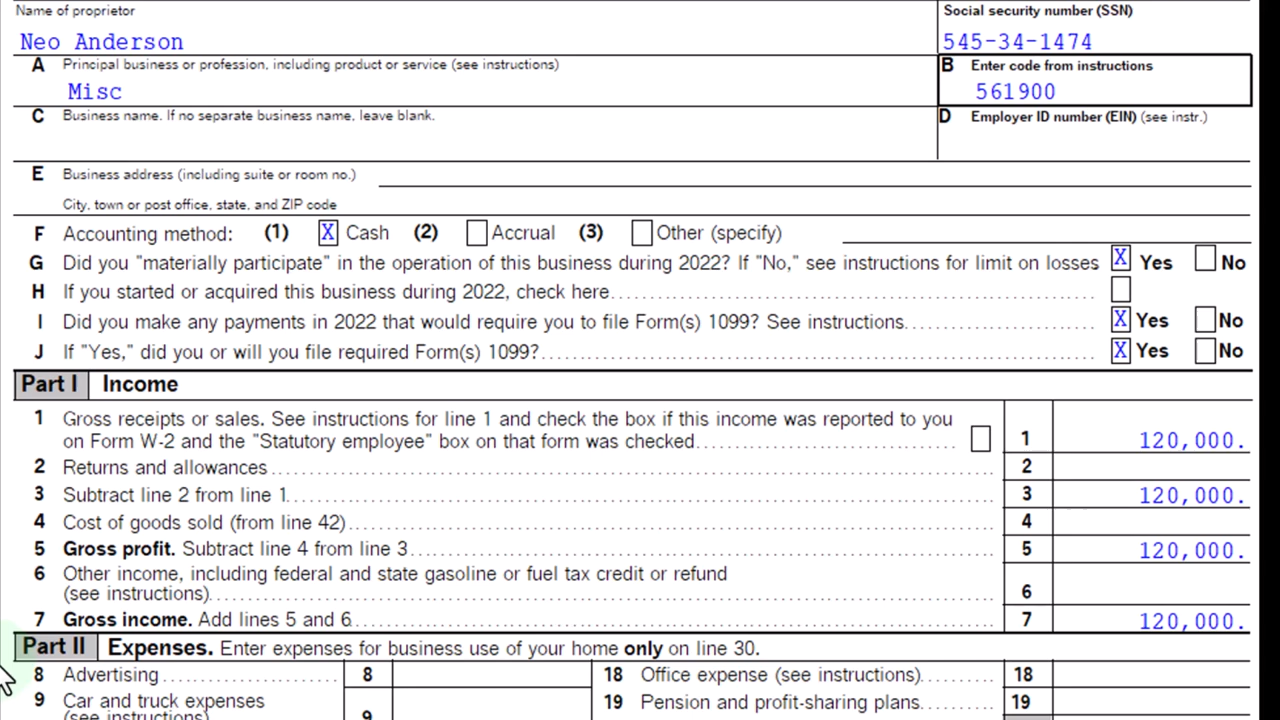 Name of proprietor
Social security number (SSN)
Neo Anderson
545-34-1474
A Principal business or profession, including product or service (see instructions)
B Enter code from instructions
Misc
561900
C Business name. If no separate business name, leave blank.
D Employer ID number (EIN) (see instr.)
E Business address (including suite or room no.)
City, town or post office, state, and ZIP code
F Accounting method: (1) X Cash (2) Accrual (3) Other (specify)
G Did you "materially participate" in the operation of this business during 2022? If "No," see instructions for limit on losses X Yes No
H If you started or acquired this business during 2022, check here
I Did you make any payments in 2022 that would require you to file Form(s) 1099? See instructions. X Yes No
J If "Yes," did you or will you file required Form(s) 1099? X Yes No
Part I Income
1 Gross receipts or sales. See instructions for line 1 and check the box if this income was reported to you
on Form W-2 and the "Statutory employee" box on that form was checked 1 120,000.
2 Returns and allowances 2
3 Subtract line 2 from line 1 3 120,000.
4 Cost of goods sold (from line 42) 4
5 Gross profit. Subtract line 4 from line 3 5 120,000.
6 Other income, including federal and state gasoline or fuel tax credit or refund
(see instructions) 6
7 Gross income. Add lines 5 and 6 7 120,000.
Part II Expenses. Enter expenses for business use of your home only on line 30.
8 Advertising 8 18 Office expense (see instructions) 18
9 Car and truck expenses 19 Pension and profit-sharing plans 19
(see instructions) 9